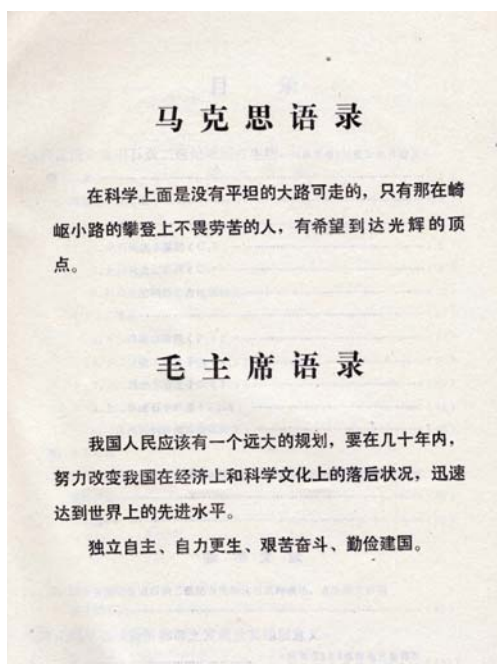 马克思语录
在科学上面是没有平坦的大路可走的，只有那在崎
岖小路的攀登上不畏劳苦的人，有希望到达光辉的顶
点。
毛主席语录
我国人民应该有一个远大的规划，要在几十年内，
努力改变我国在经济上和科学文化上的落后状况，迅速
达到世界上的先进水平。
独立自主、自力更生、艰苦奋斗、勤俭建国。